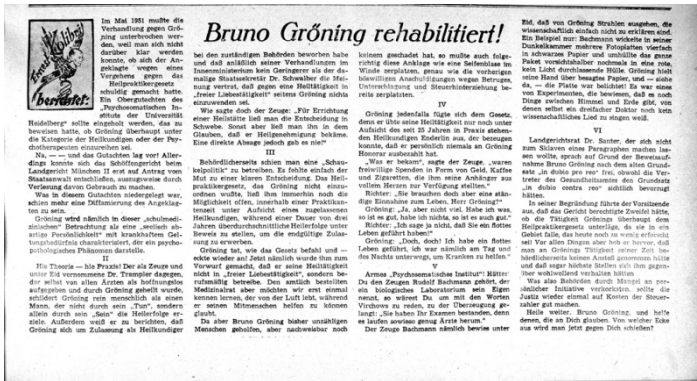 Bruno Gröning rehabilitiert!
berichtet:
Im Mai 1951 mußte die
Verhandlung gegen Grö-
ning unterbrochen wer-
den, weil man sich nicht
darüber klar werden
konnte, ob sich der An-
geklagte wegen eines
Vergehens gegen das
Heilpraktikergesetz
schuldig gemacht hatte.
Ein Obergutachten des
„Psychosomatischen In-
stituts der Universität
Heidelberg" sollte eingeholt werden, das zu
beweisen hatte, ob Gröning überhaupt unter
die Kategorie der Heilkundigen oder der Psy-
chotherapeuten einzureihen sei.
Na, — und das Gutachten lag vor! Aller-
dings konnte sich das Schöffengericht beim
Landgericht München II erst auf Antrag vom
Staatsanwalt entschließen, auszugsweise durch
Verlesung davon Gebrauch zu machen.
Was in diesem Gutachten niedergelegt war,
schien mehr eine Diffamierung des Angeklag-
ten zu sein.
Gröning wird nämlich in dieser „schulmedi-
zinischen" Betrachtung als eine „seelisch ab-
artige Persönlichkeit" mit krankhaftem Gel-
tungsbedürfnis charakterisiert, der ein psycho-
pathologisches Phänomen darstelle.
II
His Theorie — hie Praxis! Der als Zeuge und
unter Eid vernommene Dr. Trampler dagegen,
der selbst von allen Ärzten als hoffnungslos
aufgegeben und durch Gröning geheilt wurde,
schildert Gröning rein menschlich als einen
Mann, der nicht durch sein „Tun", sondern
allein durch sein „Sein" die Heilerfolge er-
ziele. Außerdem weiß er zu berichten, daß
Gröning sich um Zulassung als Heilkundiger
bei den zuständigen Behörden beworben habe
und daß anläßlich seiner Verhandlungen im
Innenministerium kein Geringerer als der da-
malige Staatssekretär Dr. Schwalber die Mei-
nung vertrat, daß gegen eine Heiltätigkeit in
„freier Liebestätigkeit" seitens Gröning nichts
einzuwenden sei.
Wie sagte doch der Zeuge: „Für Errichtung
einer Heilstätte ließ man die Entscheidung in
Schwebe. Sonst aber ließ man ihn in dem
Glauben, daß er Heilgenehmigung bekäme.
Eine direkte Absage jedoch gab es nie!"
III
Behördlicherseits schien man eine „Schau-
kelpolitik" zu betreiben. Es fehlte einfach der
Mut zu einer klaren Entscheidung. Das Heil-
praktikergesetz, das Gröning nicht einzu-
ordnen wußte, ließ ihm immerhin noch die
Möglichkeit offen, innerhalb einer Praktikan-
tenzeit unter Aufsicht eines zugelassenen
Heilkundigen, während einer Dauer von drei
Jahren überdurchschnittliche Heilerfolge unter
Beweis zu stellen, um die endgültige Zulas-
sung zu erlangen.
Gröning tat, wie das Gesetz befahl und —
eckte wieder an! Jetzt nämlich wurde ihm zum
Vorwurf gemacht, daß er seine Heiltätigkeit
nicht in „freier Liebestätigkeit", sondern be-
rufsmäßig betreibe. Den amtlich bestellten
Medizinalrat aber möchten wir erst einmal
kennen lernen, der von der Luft lebt, während
er seinen Mitmenschen helfen zu können
glaubt.
Da aber Bruno Gröning bisher unzähligen
Menschen geholfen, aber nachweisbar noch
keinem geschadet hat, so mußte auch folge-
richtig diese Anklage wie eine Seifenblase im
Winde zerplatzen, genau wie die vorherigen
böswilligen Anschuldigungen wegen Betruges,
Unterschlagung und Steuerhinterziehung be-
reits zerplatzten.
IV
Gröning jedenfalls fügte sich dem Gesetz,
denn er übte seine Heiltätigkeit nur noch unter
Aufsicht des seit 25 Jahren in Praxis stehen-
den Heilkundigen Enderlin aus, der bezeugen
konnte, daß er persönlich niemals an Gröning
Honorar ausbezahlt hat.
„Was er bekam", sagte der Zeuge, „waren
freiwillige Spenden in Form von Geld, Kaffee
und Zigaretten, die ihm seine Anhänger aus
vollem Herzen zur Verfügung stellten."
Richter: „Sie brauchen doch aber eine stän-
dige Einnahme zum Leben, Herr Gröning?"
Gröning: „Ja, aber nicht viel. Habe ich was,
so ist es gut, habe ich nichts, so ist es auch gut."
Richter: „Ich sage ja nicht, daß Sie ein flottes
Leben geführt haben!"
Gröning: „Doch, doch! Ich habe ein flottes
Leben geführt, ich war nämlich am Tag und
des Nachts unterwegs, um Kranken zu helfen."
V
Armes „Psychosomatisches Institut"! Hätter
Du den Zeugen Rudolf Bachmann gehört, der
ein biologisches Laboratorium sein Eigen
nennt, so wärest Du um mit den Worten
Virchows zu reden, zu der Überzeugung ge-
langt: „Sie haben Ihr Examen bestanden, denn
es laufen sowieso genug Ärzte herum."
Der Zeuge Bachmann nämlich bewies unter
Eid, daß von Gröning Strahlen ausgehen, die
wissenschaftlich einfach nicht zu erklären sind.
Ein Beispiel nur: Bachmann wickelte in seiner
Dunkelkammer mehrere Fotoplatten vierfach
in schwarzes Papier und umhüllte das ganze
Paket vorsichtshalber nochmals in eine rote,
kein Licht durchlassende Hülle. Gröning hielt
seine Hand über besagtes Papier, und — siehe
da, — die Platte war belichtet! Es war eines
von Experimenten, die bewiesen, daß es noch
Dinge zwischen Himmel und Erde gibt, von
denen selbst ein dreifacher Doktor noch kein
wissenschaftliches Lied zu singen weiß.
VI
Landgerichtsrat Dr. Santer, der sich nicht
zum Sklaven eines Paragraphen machen las-
sen wollte, sprach auf Grund der Beweisauf-
nahme Bruno Gröning nach dem alten Grund-
satz „in dubio pro reo" frei, obwohl die Ver-
treter des Gesundheitsamtes den Grundsatz
„in dubio contra reo" sichtlich bevorzugt
hätten.
In seiner Begründung führte der Vorsitzende
aus, daß das Gericht berechtigte Zweifel hätte,
ob die Tätigkeit Grönings überhaupt dem
Heilpraktikergesetz unterliege, da sie in ein
Gebiet falle, das heute noch zu wenig erforscht
sei! Vor allen Dingen aber hob er hervor, daß
man an Grönings Tätigkeit seiner Zeit be-
hördlicherseits keinen Anstoß genommen hätte
und daß sogar höchste Stellen sich ihm gegen-
über wohlwollend verhalten hätten.
Was also Behörden durch Mangel an per-
sönlicher Initiative verkorksten, sollte die
Justiz wieder einmal auf Kosten der Steuer-
zahler gut machen.
Heile weiter, Bruno Gröning, und helfe
denen, die an Dich glauben. Von welcher Ecke
aus wird man jetzt gegen Dich schießen?